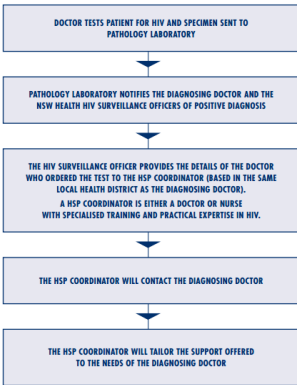 DOCTOR TESTS PATIENT FOR HIV AND SPECIMEN SENT TO
PATHOLOGY LABORATORY
PATHOLOGY LABORATORY NOTIFIES THE DIAGNOSING DOCTOR AND THE
NSW HEALTH HIV SURVEILLANCE OFFICERS OF POSITIVE DIAGNOSIS
THE HIV SURVEILLANCE OFFICER PROVIDES THE DETAILS OF THE DOCTOR
WHO ORDERED THE TEST TO THE HSP COORDINATOR (BASED IN THE SAME
LOCAL HEALTH DISTRICT AS THE DIAGNOSING DOCTOR).
A HSP COORDINATOR IS EITHER A DOCTOR OR NURSE
WITH SPECIALISED TRAINING AND PRACTICAL EXPERTISE IN HIV.
THE HSP COORDINATOR WILL CONTACT THE DIAGNOSING DOCTOR
THE HSP COORDINATOR WILL TAILOR THE SUPPORT OFFERED
TO THE NEEDS OF THE DIAGNOSING DOCTOR